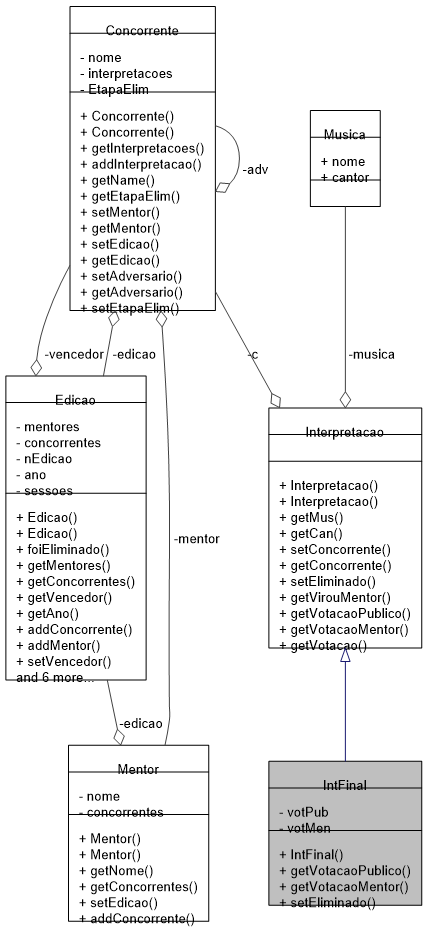 Concorrente
- nome
- interpretacoes
- EtapaElim
+ Concorrente()
+ Concorrente()
+ getInterpretacoes()
+ addInterpretacao()
+ getName()
+ getEtapaElim()
+ setMentor()
+ getMentor()
+ setEdicao()
+ getEdicao()
+ setAdversario()
+ getAdversario()
+ setEtapaElim()
-adv
Musica
+ nome
+ cantor
-vencedor
-edicao
-c
-musica
Edicao
- mentores
- concorrentes
- nEdicao
- ano
- sessoes
+ Edicao()
+ Edicao()
+ foiEliminado()
+ getMentores()
+ getConcorrentes()
+ getVencedor()
+ getAno()
+ addConcorrente()
+ addMentor()
+ setVencedor()
and 6 more...
-mentor
Interpretacao
+ Interpretacao()
+ Interpretacao()
+ getMus()
+ getCan()
+ setConcorrente()
+ getConcorrente()
+ setEliminado()
+ getVirouMentor()
+ getVotacaoPublico()
+ getVotacaoMentor()
+ getVotacao()
-edicao
Mentor
- nome
- concorrentes
+ Mentor()
+ Mentor()
+ getNome()
+ getConcorrentes()
+ setEdicao()
+ addConcorrente()
IntFinal
- votPub
- votMen
+ IntFinal()
+ getVotacaoPublico()
+ getVotacaoMentor()
+ setEliminado()